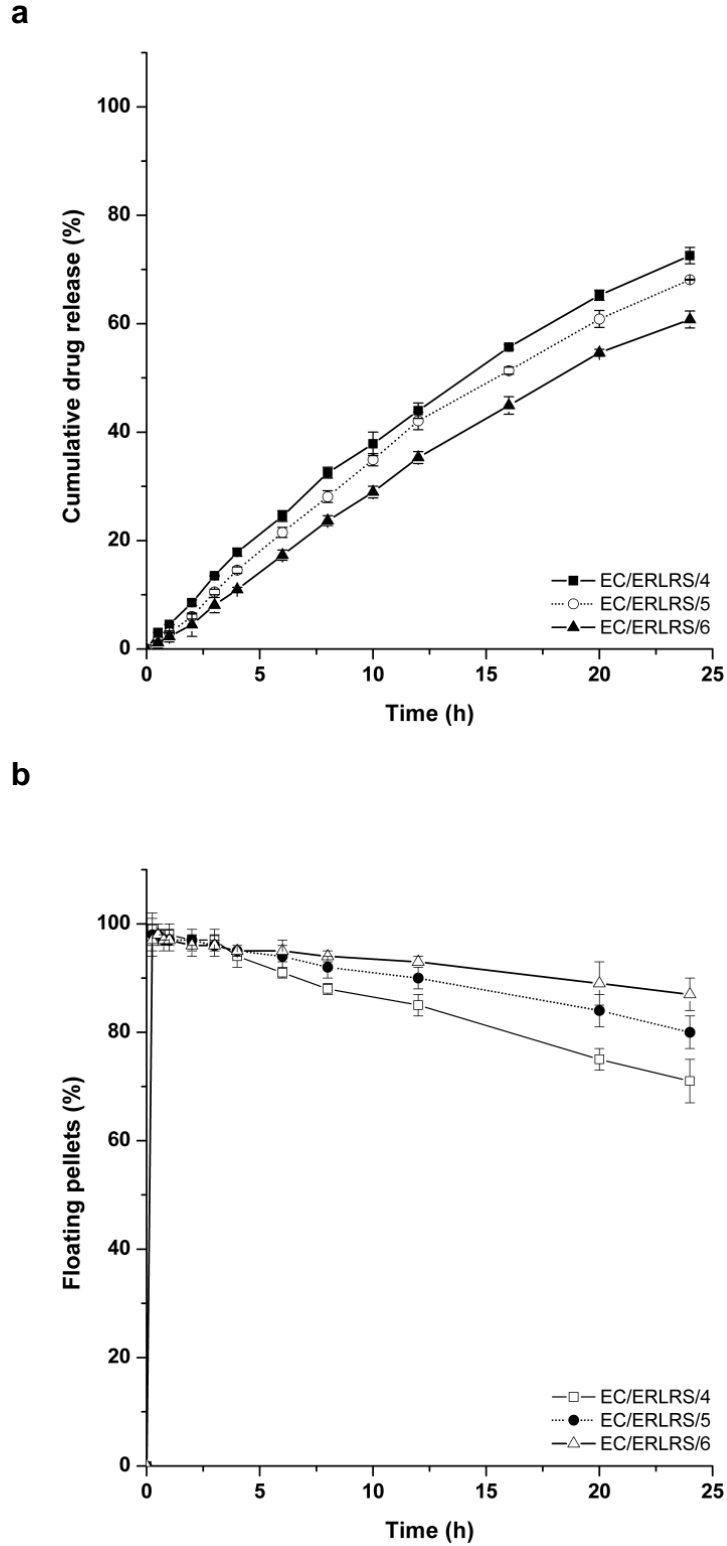 a
100
80
60
40
20
0
Cumulative drug release (%)
EC/ERLRS/4
EC/ERLRS/5
EC/ERLRS/6
0 5 10 15 20 25
Time (h)
b
100
80
60
40
20
0
Floating pellets (%)
EC/ERLRS/4
EC/ERLRS/5
EC/ERLRS/6
0 5 10 15 20 25
Time (h)